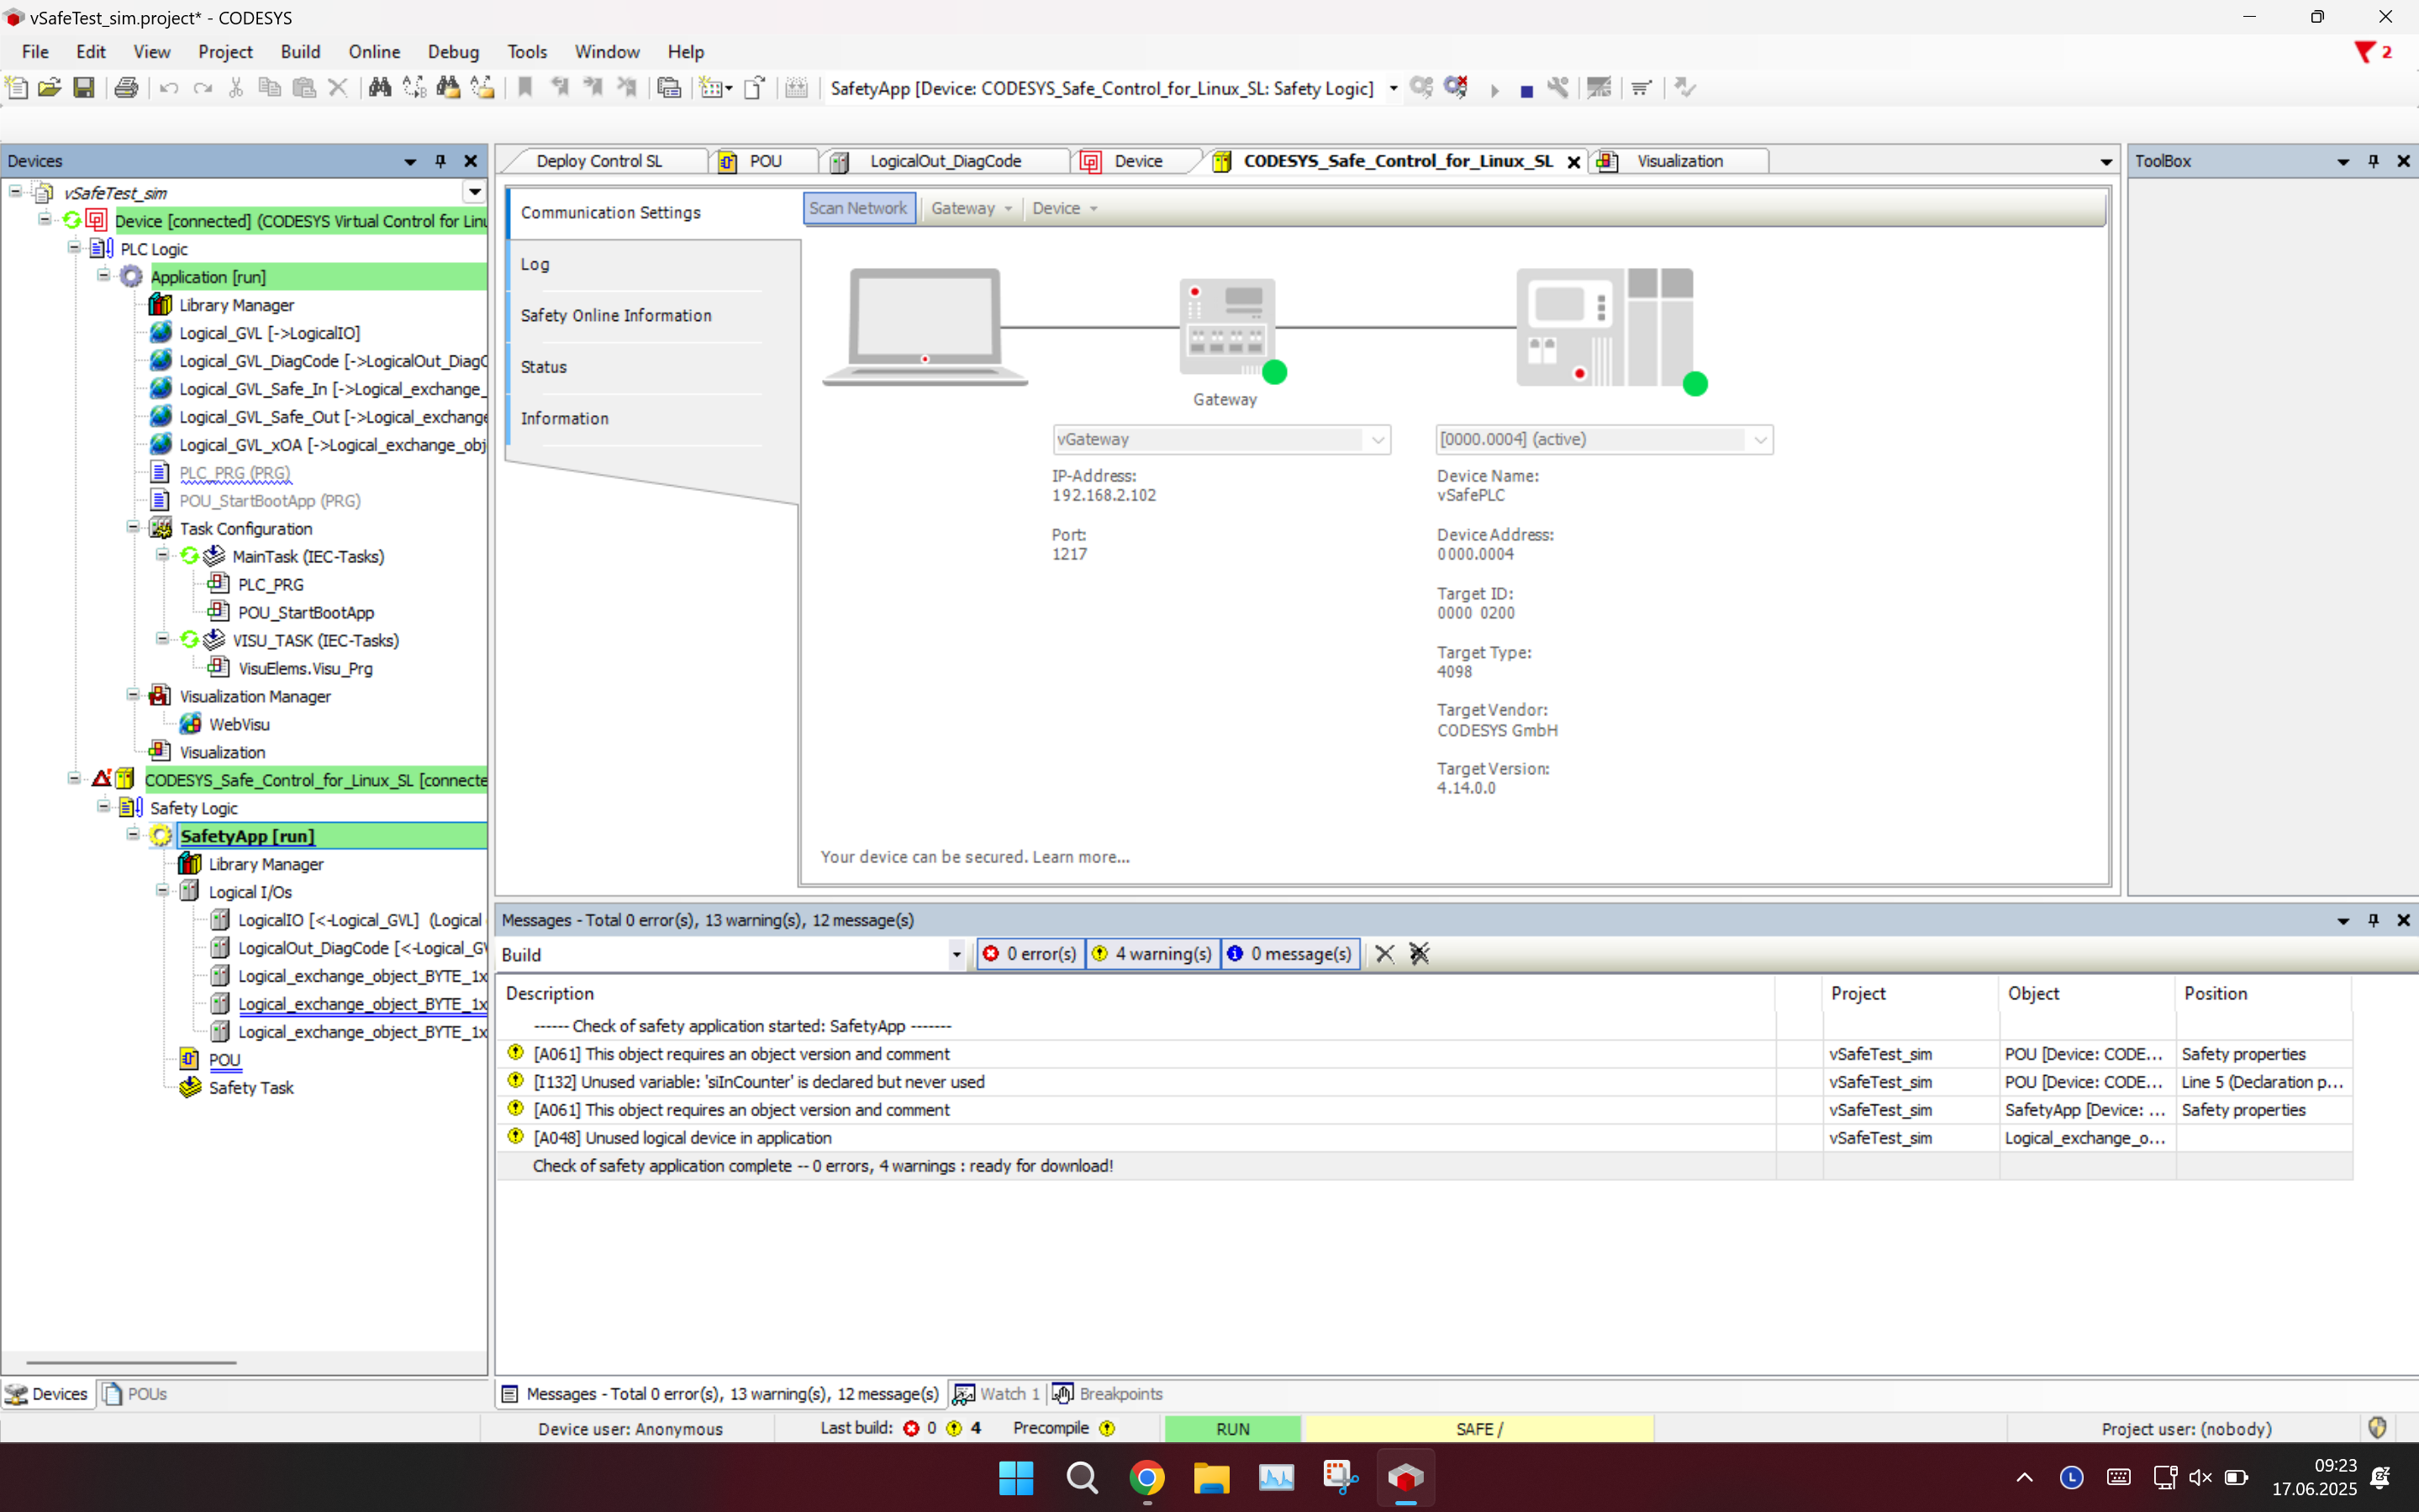 vSafeTest_sim.project* - CODESYS
File Edit View Project Build Online Debug Tools Window Help
2
SafetyApp [Device: CODESYS_Safe_Control_for_Linux_SL: Safety Logic]
Devices
vSafeTest_sim
Device [connected] (CODESYS Virtual Control for Linu
PLC Logic
Application [run]
Library Manager
Logical_GVL [->LogicalIO]
Logical_GVL_DiagCode [->LogicalOut_DiagC
Logical_GVL_Safe_In [->Logical_exchange_
Logical_GVL_Safe_Out [->Logical_exchange
Logical_GVL_xOA [->Logical_exchange_obj
PLC_PRG (PRG)
POU_StartBootApp (PRG)
Task Configuration
MainTask (IEC-Tasks)
PLC_PRG
POU_StartBootApp
VISU_TASK (IEC-Tasks)
VisuElems.Visu_Prg
Visualization Manager
WebVisu
Visualization
CODESYS_Safe_Control_for_Linux_SL [connecte
Safety Logic
SafetyApp [run]
Library Manager
Logical I/Os
LogicalIO [<-Logical_GVL] (Logical
LogicalOut_DiagCode [<-Logical_GV
Logical_exchange_object_BYTE_1x
Logical_exchange_object_BYTE_1x
Logical_exchange_object_BYTE_1x
POU
Safety Task
Devices POUs
Deploy Control SL POU LogicalOut_DiagCode Device CODESYS_Safe_Control_for_Linux_SL Visualization
Communication Settings
Log
Safety Online Information
Status
Information
Scan Network Gateway Device
Gateway
vGateway
IP-Address:
192.168.2.102
Port:
1217
[0000.0004] (active)
Device Name:
vSafePLC
Device Address:
0000.0004
Target ID:
0000 0200
Target Type:
4098
Target Vendor:
CODESYS GmbH
Target Version:
4.14.0.0
Your device can be secured. Learn more...
ToolBox
Messages - Total 0 error(s), 13 warning(s), 12 message(s)
Build 0 error(s) 4 warning(s) 0 message(s)
Description Project Object Position
------ Check of safety application started: SafetyApp -------
[A061] This object requires an object version and comment vSafeTest_sim POU [Device: CODE... Safety properties
[I132] Unused variable: 'siInCounter' is declared but never used vSafeTest_sim POU [Device: CODE... Line 5 (Declaration p...
[A061] This object requires an object version and comment vSafeTest_sim SafetyApp [Device: ... Safety properties
[A048] Unused logical device in application vSafeTest_sim Logical_exchange_o...
Check of safety application complete -- 0 errors, 4 warnings : ready for download!
Messages - Total 0 error(s), 13 warning(s), 12 message(s) Watch 1 Breakpoints
Device user: Anonymous Last build: 0 4 Precompile RUN SAFE / Project user: (nobody)
L
09:23
17.06.2025